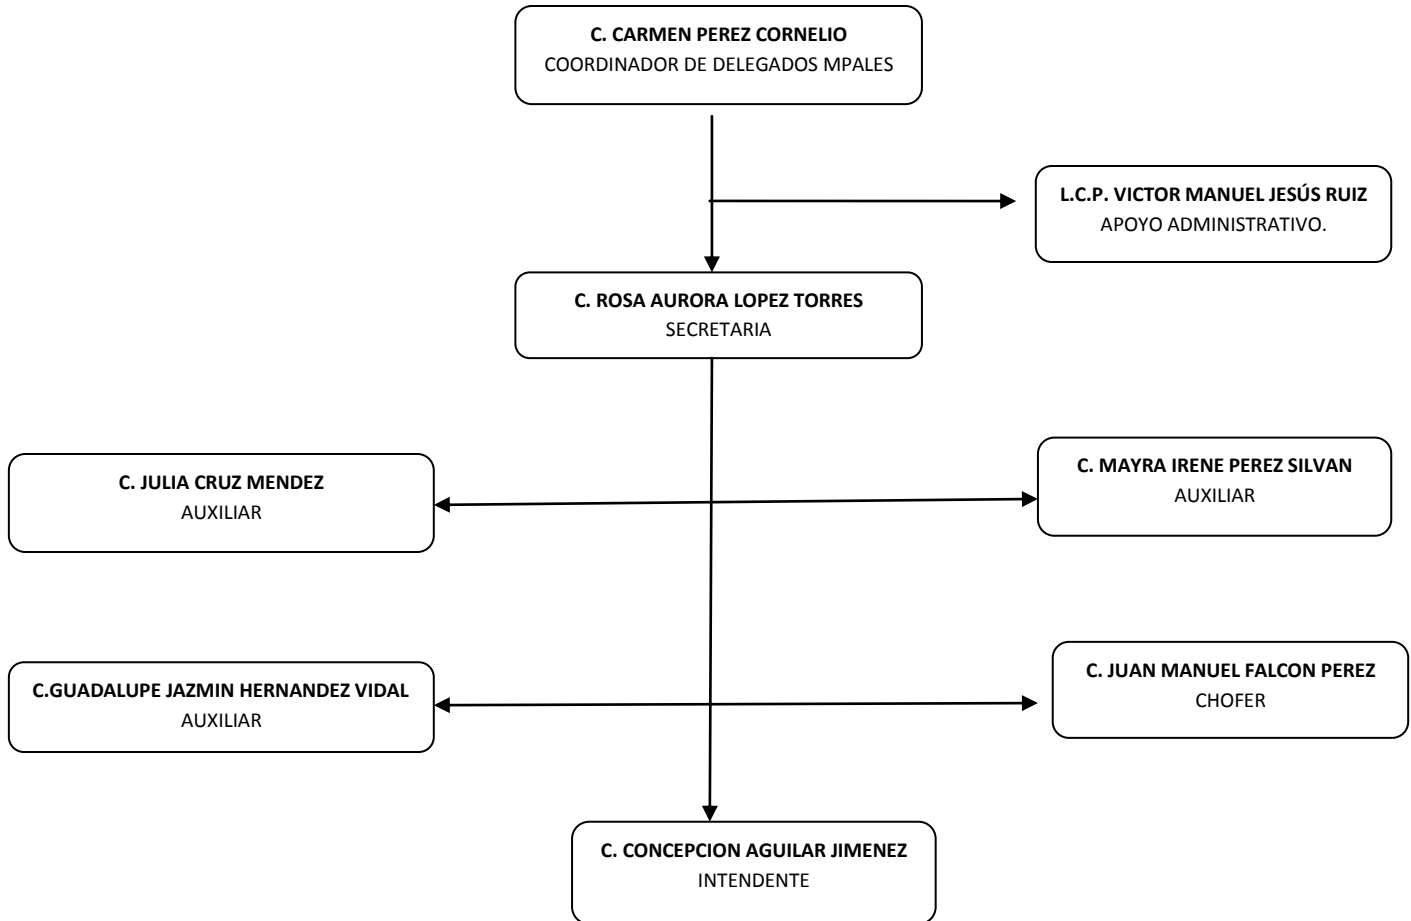 C. CARMEN PEREZ CORNELIO
COORDINADOR DE DELEGADOS MPALES
L.C.P. VICTOR MANUEL JESÚS RUIZ
APOYO ADMINISTRATIVO.
C. ROSA AURORA LOPEZ TORRES
SECRETARIA
C. JULIA CRUZ MENDEZ
AUXILIAR
C. MAYRA IRENE PEREZ SILVAN
AUXILIAR
C.GUADALUPE JAZMIN HERNANDEZ VIDAL
AUXILIAR
C. JUAN MANUEL FALCON PEREZ
CHOFER
C. CONCEPCION AGUILAR JIMENEZ
INTENDENTE